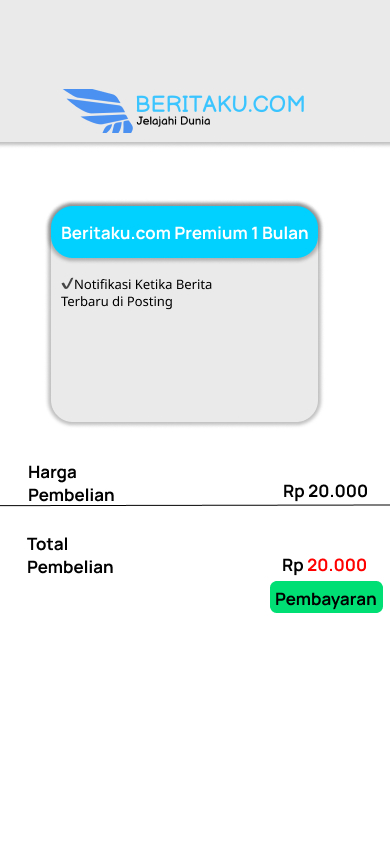 BERITAKU.COM
Jelajahi Dunia
Beritaku.com Premium 1 Bulan
✓Notifikasi Ketika Berita
Terbaru di Posting
Harga
Pembelian
Rp 20.000
Total
Pembelian
Rp 20.000
Pembayaran